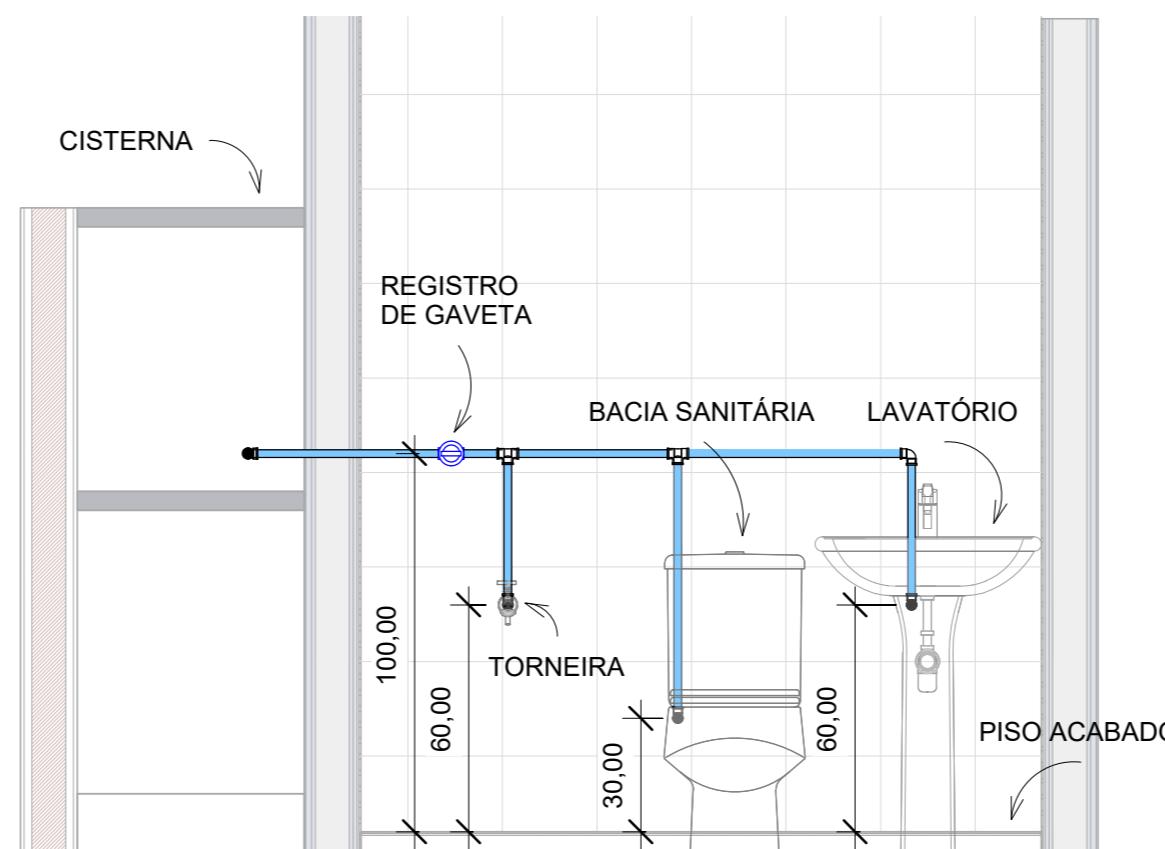 CISTERNA
REGISTRO
DE GAVETA
BACIA SANITÁRIA
LAVATÓRIO
TORNEIRA
100,00
60,00
30,00
60,00
PISO ACABADO